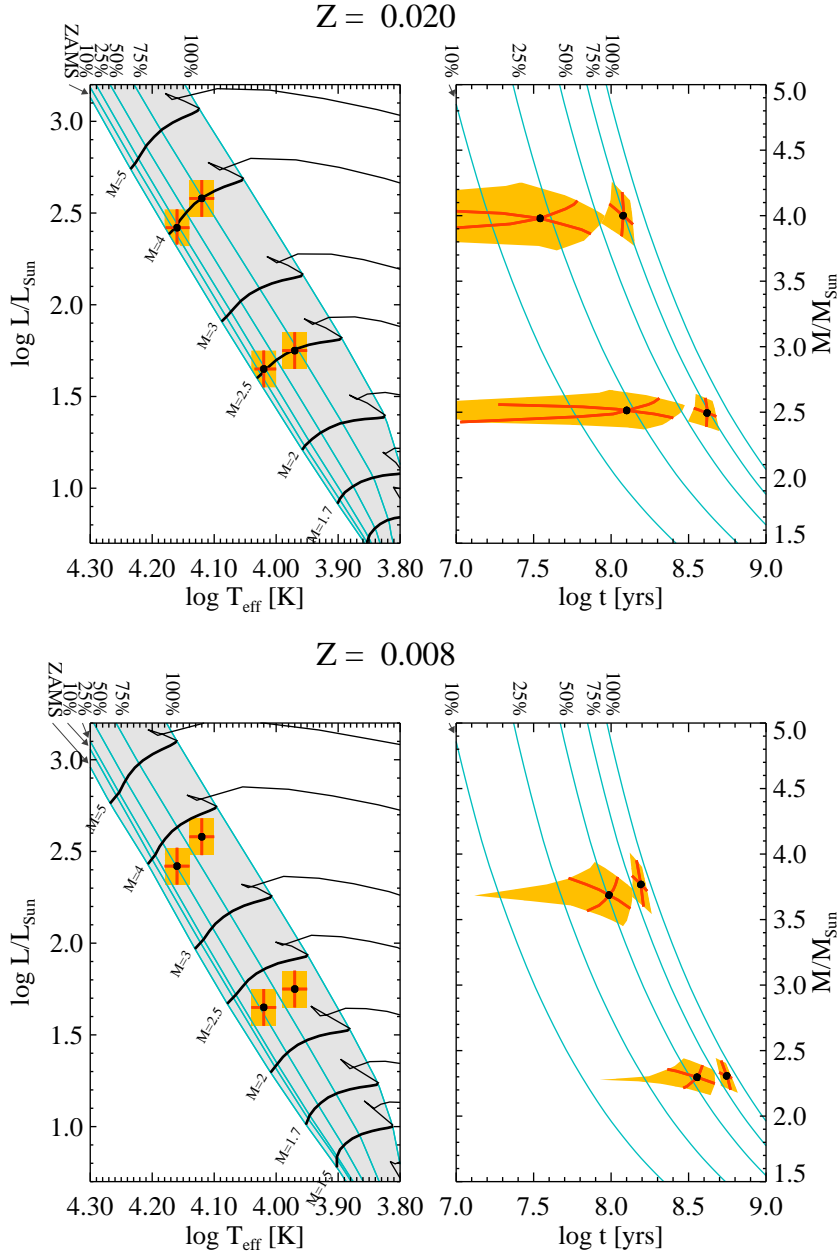 Z = 0.020
ZAMS 10% 25% 50% 75% 100%
10% 25% 50% 75% 100%
log L/L_Sun
3.0
2.5
2.0
1.5
1.0
M=5
M=4
M=3
M=2.5
M=2
M=1.7
4.30 4.20 4.10 4.00 3.90 3.80
log T_eff [K]
5.0
4.5
4.0
3.5
3.0
2.5
2.0
1.5
M/M_Sun
7.0 7.5 8.0 8.5 9.0
log t [yrs]
Z = 0.008
ZAMS 10% 25% 50% 75% 100%
10% 25% 50% 75% 100%
log L/L_Sun
3.0
2.5
2.0
1.5
1.0
M=5
M=4
M=3
M=2.5
M=2
M=1.7
M=1.5
4.30 4.20 4.10 4.00 3.90 3.80
log T_eff [K]
5.0
4.5
4.0
3.5
3.0
2.5
2.0
1.5
M/M_Sun
7.0 7.5 8.0 8.5 9.0
log t [yrs]